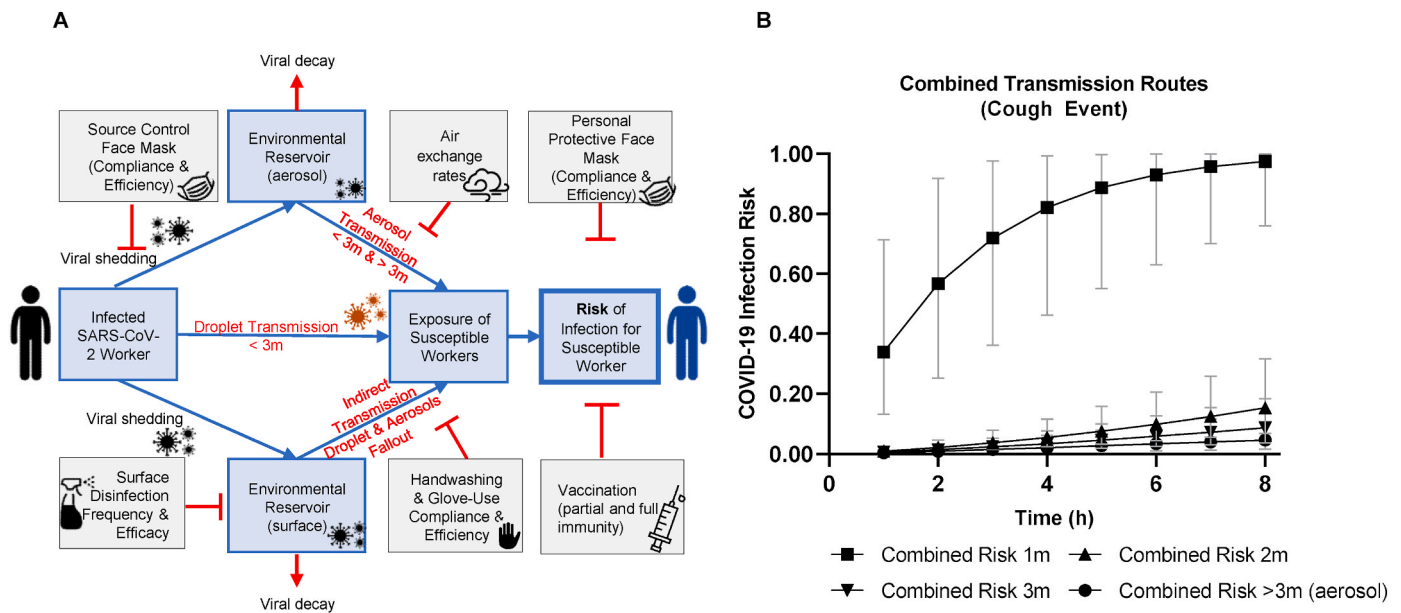 A
Viral decay
Source Control
Face Mask
(Compliance &
Efficiency)
Environmental
Reservoir
(aerosol)
Air
exchange
rates
Personal
Protective Face
Mask
(Compliance &
Efficiency)
Aerosol
Transmission
< 3m & > 3m
Viral shedding
Infected
SARS-CoV-
2 Worker
Droplet Transmission
< 3m
Exposure of
Susceptible
Workers
Risk of
Infection for
Susceptible
Worker
Viral shedding
Indirect
Transmission
Droplet & Aerosols
Fallout
Surface
Disinfection
Frequency &
Efficacy
Environmental
Reservoir
(surface)
Handwashing
& Glove-Use
Compliance &
Efficiency
Vaccination
(partial and full
immunity)
Viral decay
B
Combined Transmission Routes
(Cough Event)
COVID-19 Infection Risk
1.00
0.80
0.60
0.40
0.20
0.00
0 2 4 6 8
Time (h)
Combined Risk 1m
Combined Risk 2m
Combined Risk 3m
Combined Risk >3m (aerosol)